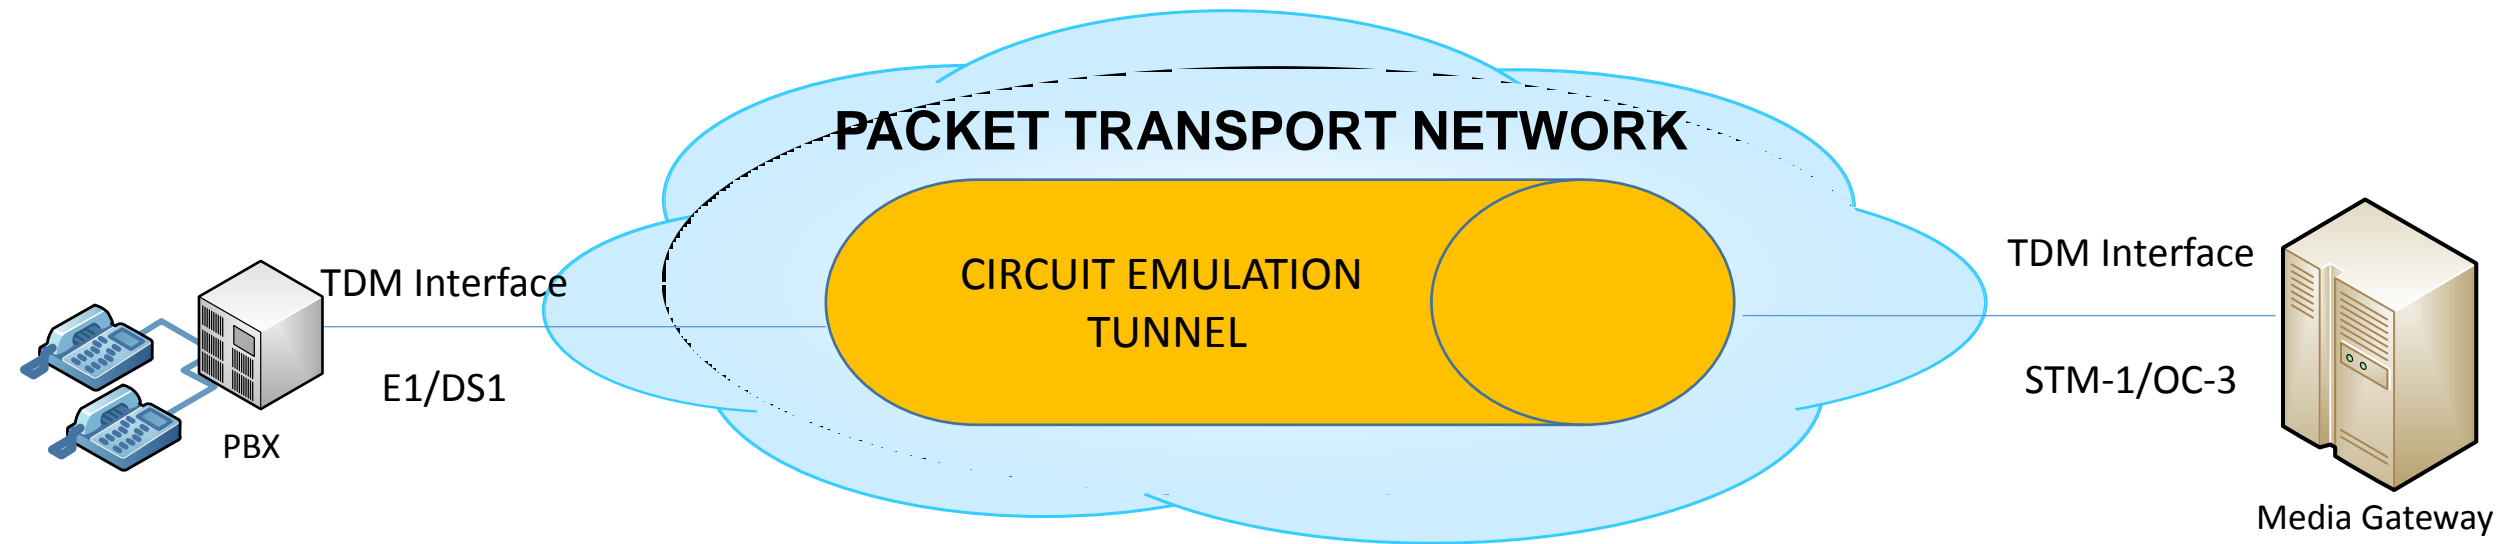 PACKET TRANSPORT NETWORK
TDM Interface
CIRCUIT EMULATION
TUNNEL
TDM Interface
E1/DS1
STM-1/OC-3
PBX
Media Gateway